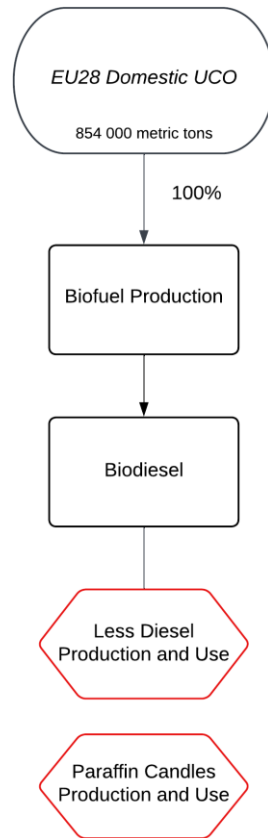 EU28 Domestic UCO
854 000 metric tons
100%
Biofuel Production
Biodiesel
Less Diesel
Production and Use
Paraffin Candles
Production and Use